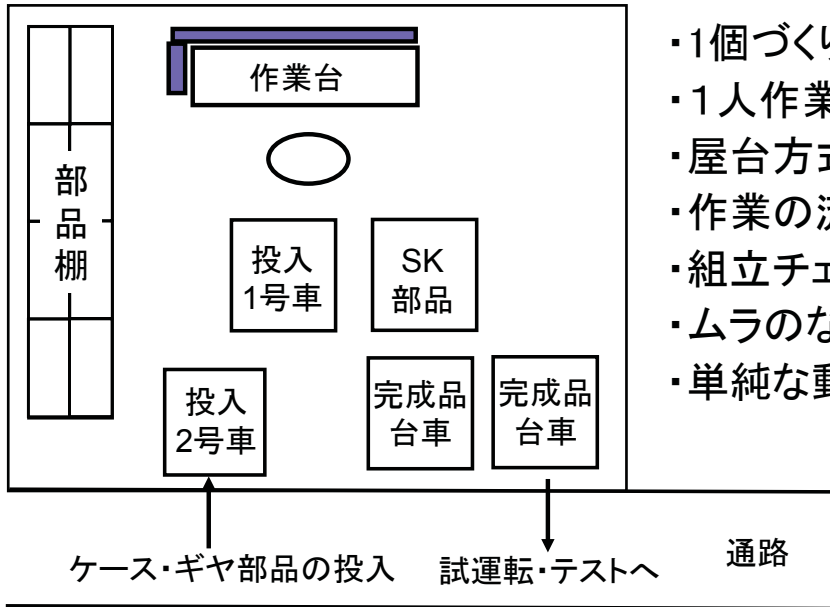 作業台
部品棚
投入
1号車
SK
部品
投入
2号車
完成品
台車
完成品
台車
ケース・ギヤ部品の投入
試運転・テストへ
通路
・1個づくり
・1人作業
・屋台方式
・作業の
・組立チェ
・ムラのな
・単純な動